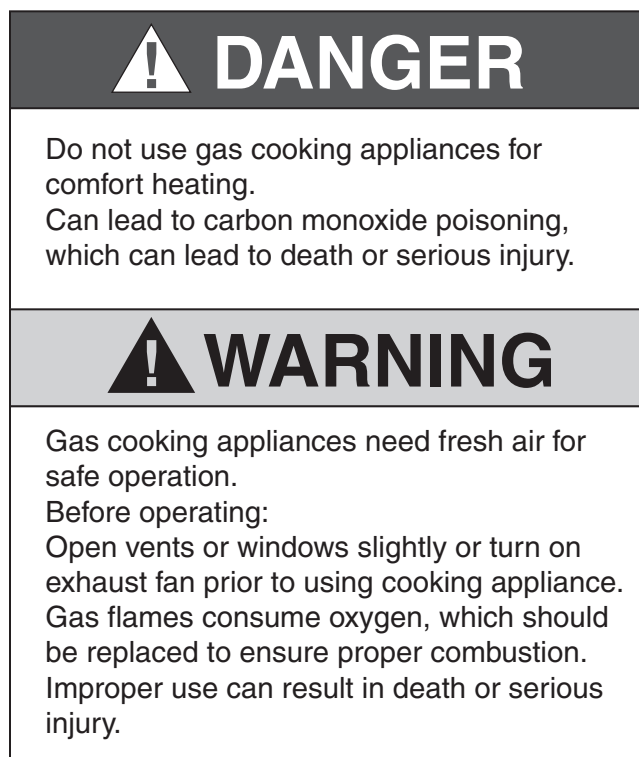 DANGER
Do not use gas cooking appliances for
comfort heating.
Can lead to carbon monoxide poisoning,
which can lead to death or serious injury.
WARNING
Gas cooking appliances need fresh air for
safe operation.
Before operating:
Open vents or windows slightly or turn on
exhaust fan prior to using cooking appliance.
Gas flames consume oxygen, which should
be replaced to ensure proper combustion.
Improper use can result in death or serious
injury.